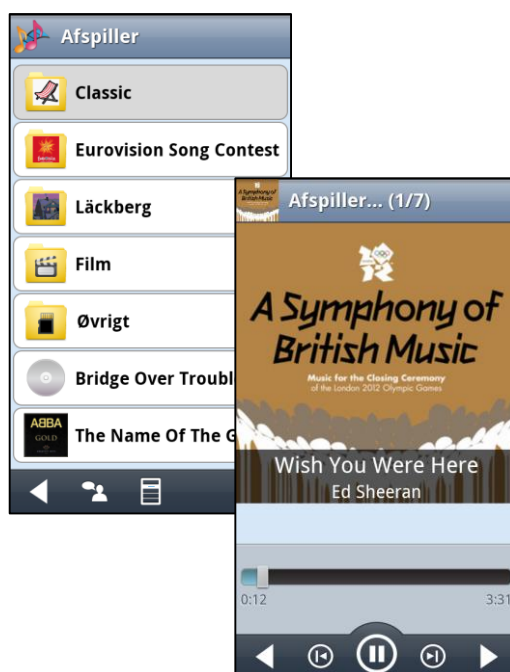 Afspiller
Classic
Eurovision Song Contest
Läckberg
Film
Øvrigt
Bridge Over Troubl
ABBA
GOLD
The Name Of The G
Afspiller... (1/7)
A Symphony of
British Music
Music for the Closing Ceremony
of the London 2012 Olympic Games
Wish You Were Here
Ed Sheeran
0:12
3:31